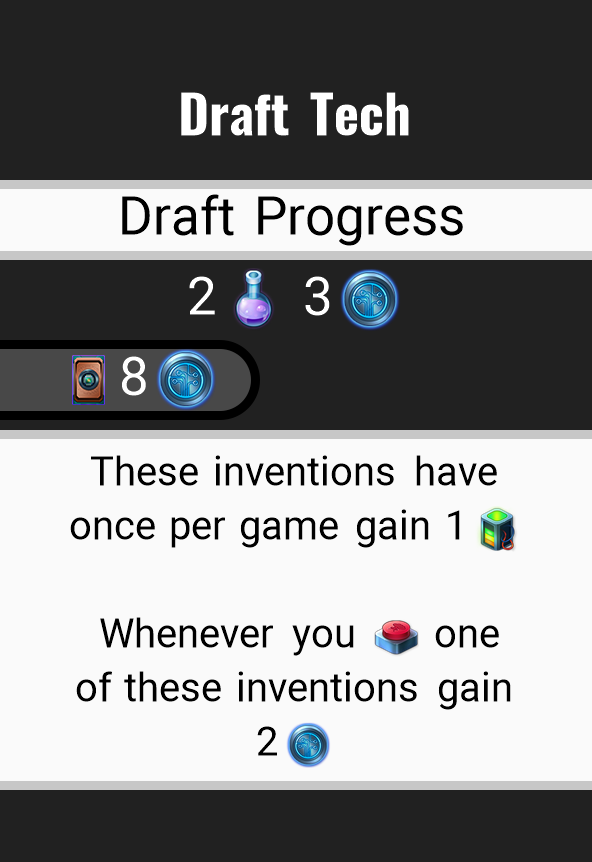 Draft Tech
Draft Progress
2 3
8
These inventions have
once per game gain 1
Whenever you one
of these inventions gain
2